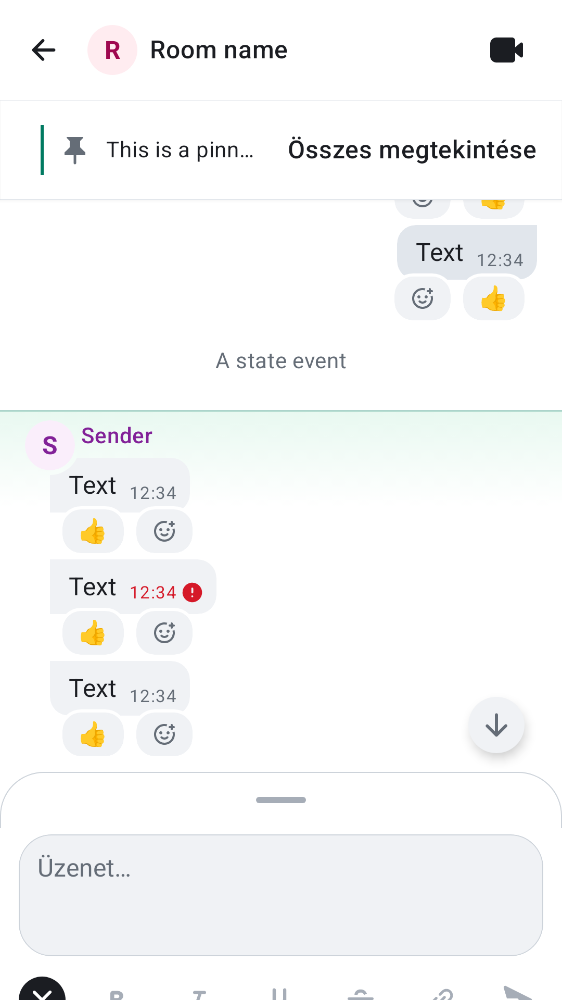 R Room name
This is a pinn… Összes megtekintése
Text 12:34
A state event
S Sender
Text 12:34
Text 12:34
Text 12:34
Üzenet…